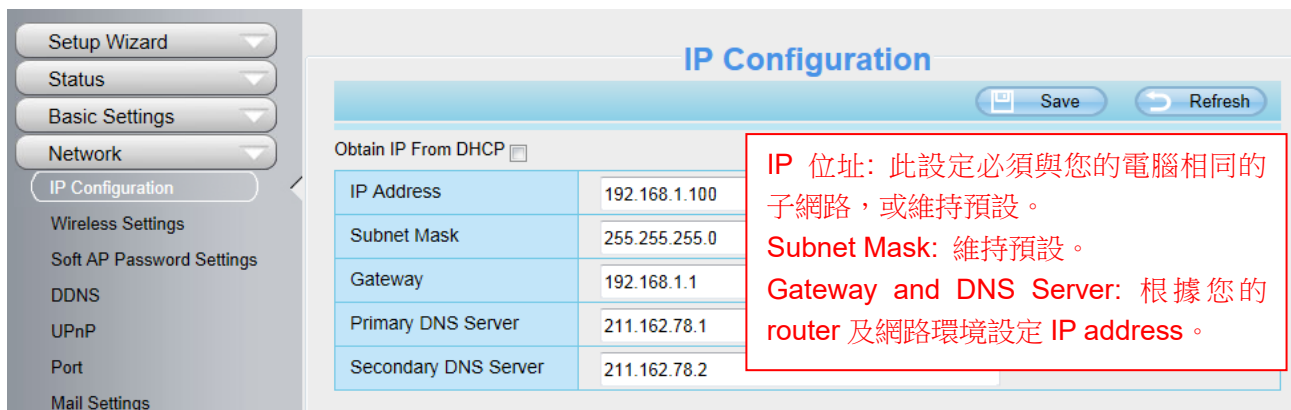 Setup Wizard
Status
Basic Settings
Network
IP Configuration
Wireless Settings
Soft AP Password Settings
DDNS
UPnP
Port
Mail Settings
IP Configuration
Save
Refresh
Obtain IP From DHCP
IP Address
192.168.1.100
Subnet Mask
255.255.255.0
Gateway
192.168.1.1
Primary DNS Server
211.162.78.1
Secondary DNS Server
211.162.78.2
IP 位址: 此設定必須與您的電腦相同的
子網路，或維持預設。
Subnet Mask: 維持預設。
Gateway and DNS Server: 根據您的
router 及網路環境設定 IP address。